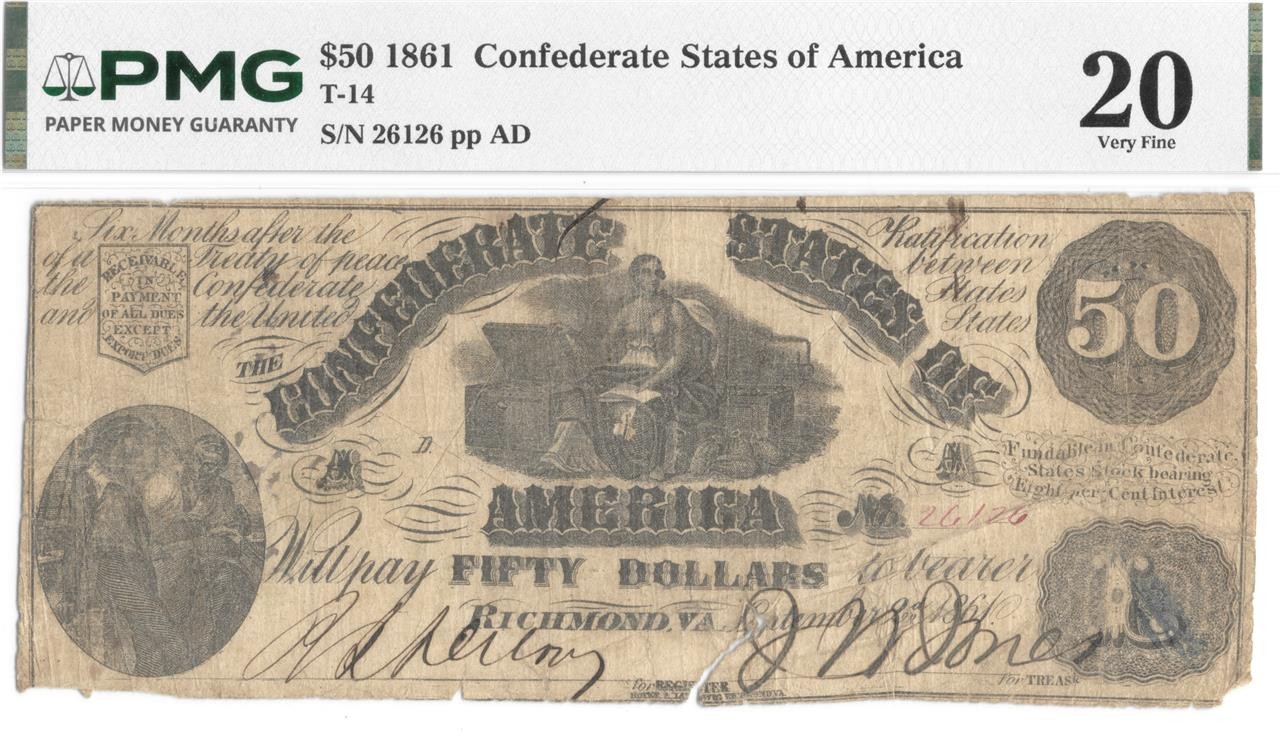 PMG
PAPER MONEY GUARANTY
$50 1861 Confederate States of America
T-14
S/N 26126 pp AD
20
Very Fine
Six Months after the Ratification
of a Treaty of peace between
the Confederate States
and the United States
RECEIVABLE
IN
PAYMENT
OF ALL DUES
EXCEPT
EXPORT DUES
50
THE CONFEDERATE STATES OF
A D. A
AMERICA
Fundable in Confederate
States Stock bearing
Eight per Cent Interest
No. 26126
Will pay FIFTY DOLLARS to bearer
RICHMOND, VA. September 2d. 1861.
J W Jones
for REGISTER
for TREASR